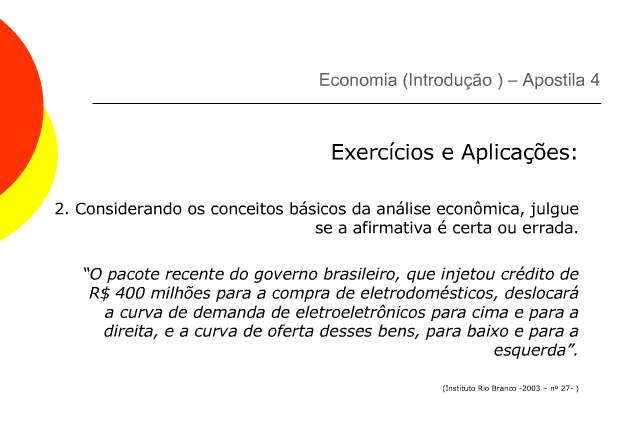 Economia (Introdução ) – Apostila 4
Exercícios e Aplicações:
2. Considerando os conceitos básicos da análise econômica, julgue
se a afirmativa é certa ou errada.
“O pacote recente do governo brasileiro, que injetou crédito de
R$ 400 milhões para a compra de eletrodomésticos, deslocará
a curva de demanda de eletroeletrônicos para cima e para a
direita, e a curva de oferta desses bens, para baixo e para a
esquerda”.
(Instituto Rio Branco -2003 – nº 27- )